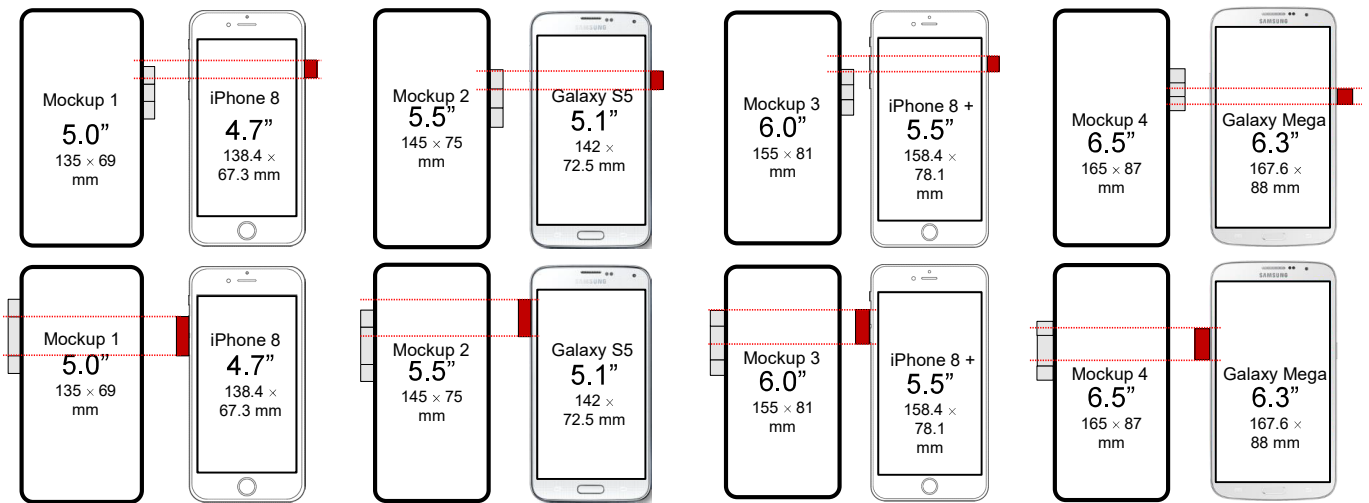 Mockup 1
5.0”
135 × 69
mm
iPhone 8
4.7”
138.4 ×
67.3 mm
Mockup 2
5.5”
145 × 75
mm
SAMSUNG
Galaxy S5
5.1”
142 ×
72.5 mm
Mockup 3
6.0”
155 × 81
mm
iPhone 8 +
5.5”
158.4 ×
78.1
mm
Mockup 4
6.5”
165 × 87
mm
SAMSUNG
Galaxy Mega
6.3”
167.6 ×
88 mm
Mockup 1
5.0”
135 × 69
mm
iPhone 8
4.7”
138.4 ×
67.3 mm
Mockup 2
5.5”
145 × 75
mm
SAMSUNG
Galaxy S5
5.1”
142 ×
72.5 mm
Mockup 3
6.0”
155 × 81
mm
iPhone 8 +
5.5”
158.4 ×
78.1
mm
Mockup 4
6.5”
165 × 87
mm
SAMSUNG
Galaxy Mega
6.3”
167.6 ×
88 mm